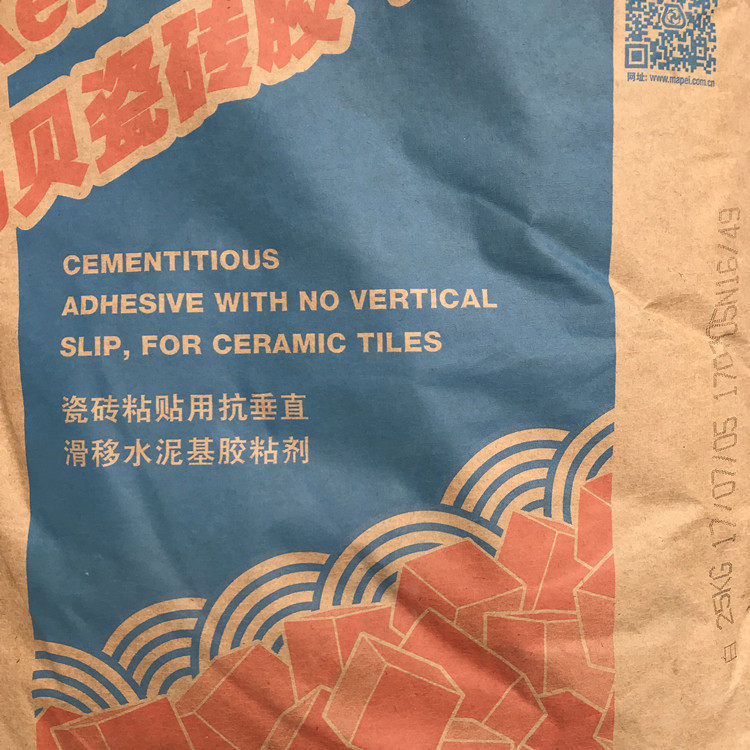 Ker
贝瓷砖胶
网址: www.mapei.com.cn
CEMENTITIOUS
ADHESIVE WITH NO VERTICAL
SLIP, FOR CERAMIC TILES
瓷砖粘贴用抗垂直
滑移水泥基胶粘剂
白 25KG 17/07/05